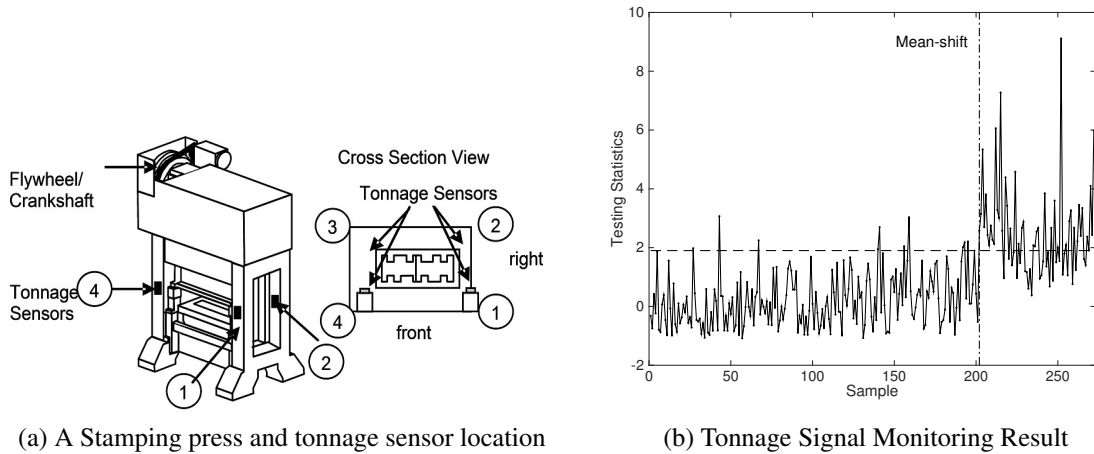 Flywheel/
Crankshaft
Tonnage
Sensors
4
1
2
Cross Section View
Tonnage Sensors
3
2
right
4
1
front
(a) A Stamping press and tonnage sensor location
10
8
6
4
2
0
-2
Testing Statistics
Mean-shift
0
50
100
150
200
250
Sample
(b) Tonnage Signal Monitoring Result